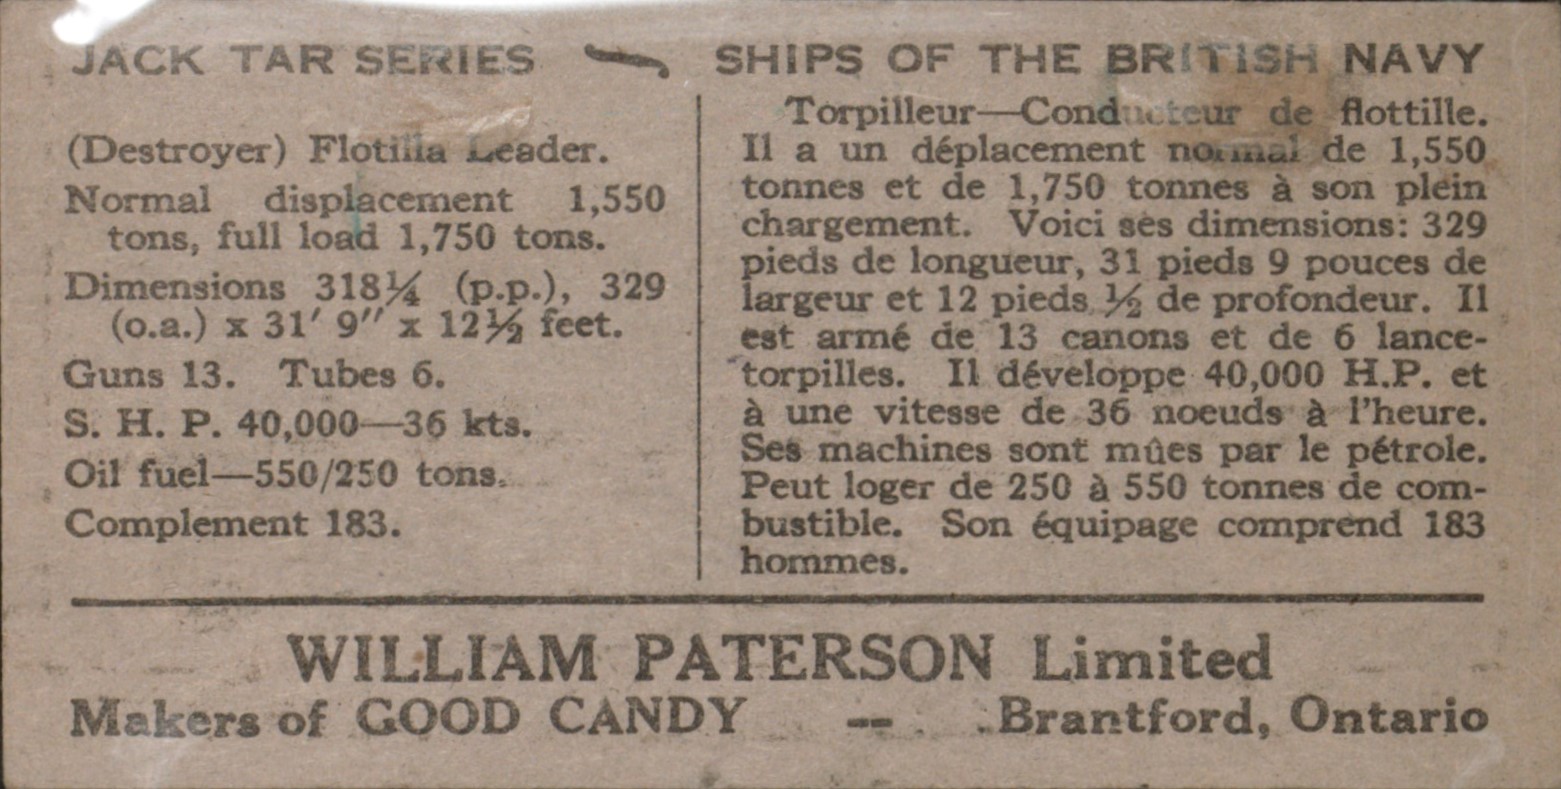 JACK TAR SERIES — SHIPS OF THE BRITISH NAVY
(Destroyer) Flotilla Leader.
Normal displacement 1,550
tons, full load 1,750 tons.
Dimensions 318¼ (p.p.), 329
(o.a.) x 31′ 9″ x 12½ feet.
Guns 13. Tubes 6.
S. H. P. 40,000—36 kts.
Oil fuel—550/250 tons.
Complement 183.
Torpilleur—Conducteur de flottille.
Il a un déplacement normal de 1,550
tonnes et de 1,750 tonnes à son plein
chargement. Voici ses dimensions: 329
pieds de longueur, 31 pieds 9 pouces de
largeur et 12 pieds ½ de profondeur. Il
est armé de 13 canons et de 6 lance-
torpilles. Il développe 40,000 H.P. et
à une vitesse de 36 noeuds à l'heure.
Ses machines sont mûes par le pétrole.
Peut loger de 250 à 550 tonnes de com-
bustible. Son équipage comprend 183
hommes.
WILLIAM PATERSON Limited
Makers of GOOD CANDY -- Brantford, Ontario